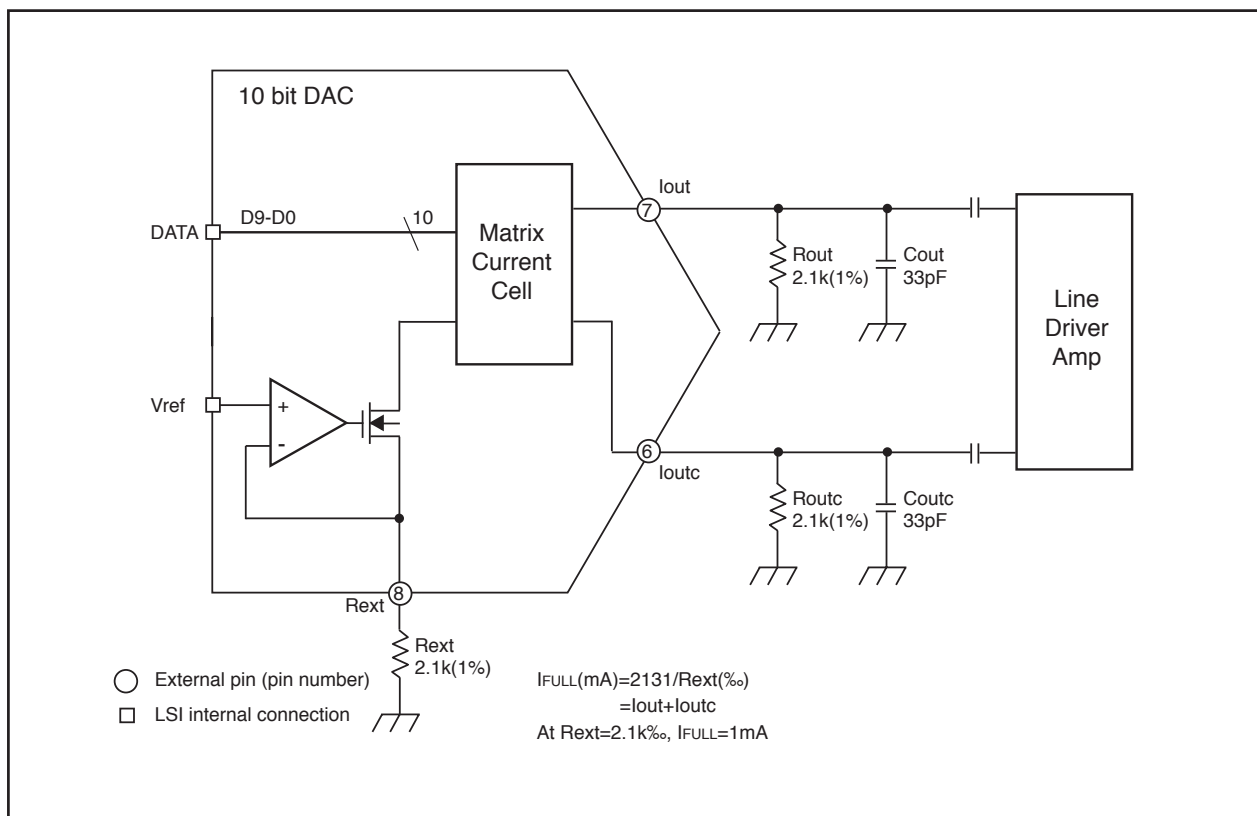 10 bit DAC
DATA
D9-D0
10
Matrix
Current
Cell
Iout
7
Rout
2.1k(1%)
Cout
33pF
Line
Driver
Amp
Vref
+
-
6
Ioutc
Routc
2.1k(1%)
Coutc
33pF
8
Rext
Rext
2.1k(1%)
External pin (pin number)
LSI internal connection
IFULL(mA)=2131/Rext(‰)
=Iout+Ioutc
At Rext=2.1k‰, IFULL=1mA